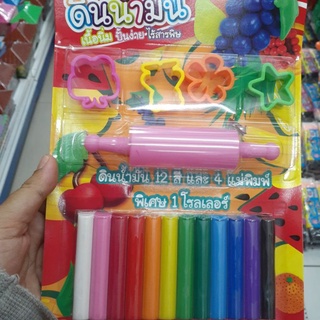 ดินน้ำมัน
เนื้อนิ่ม ปั้นง่าย ไร้สารพิษ
ดินน้ำมัน 12 สี และ 4 แม่พิมพ์
พิเศษ 1 โรลเลอร์